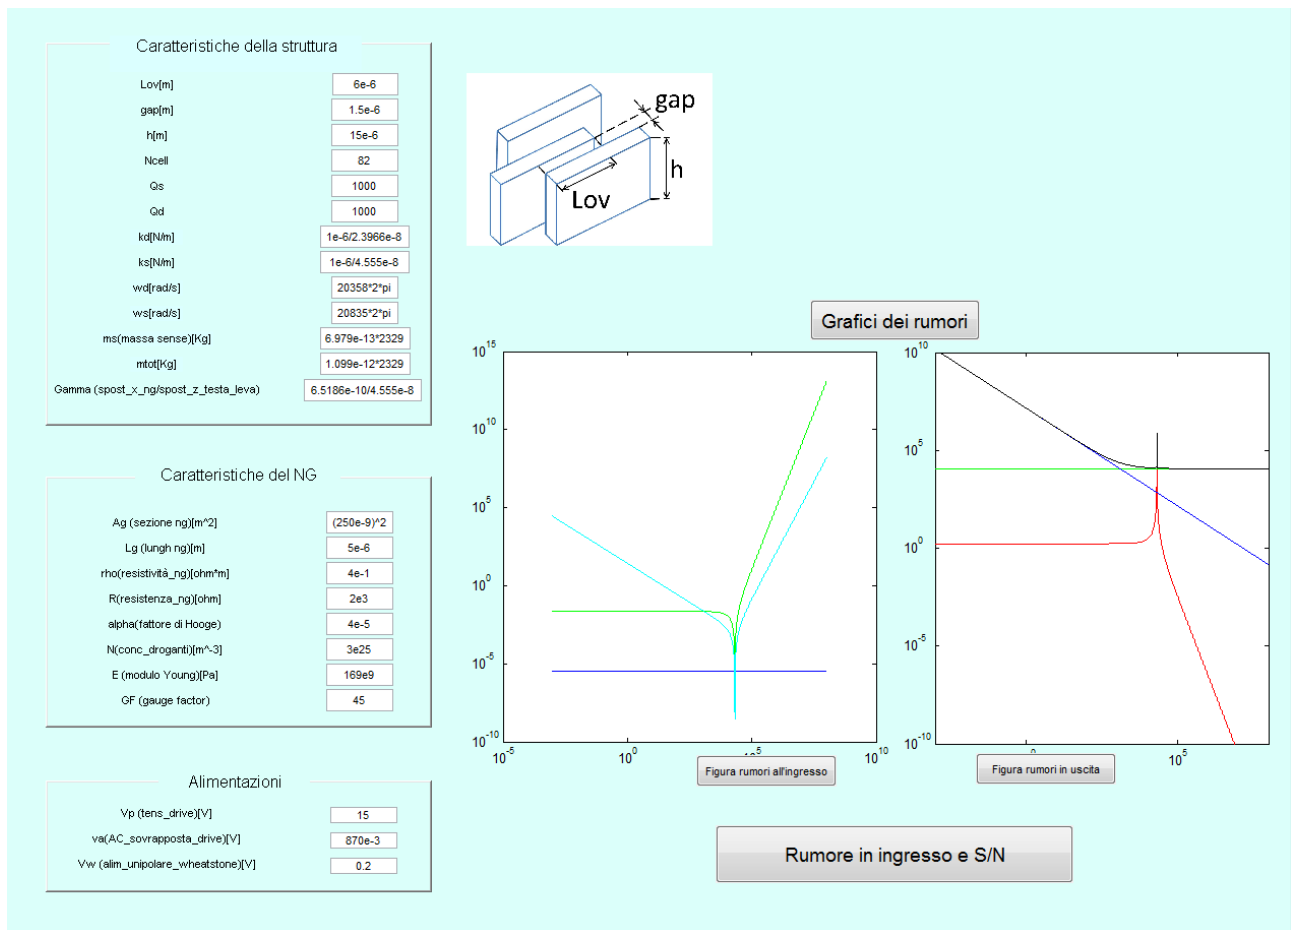 Caratteristiche della struttura
Lov[m] 6e-6
gap[m] 1.5e-6
h[m] 15e-6
Ncell 82
Qs 1000
Qd 1000
kd[N/m] 1e-6/2.3966e-8
ks[N/m] 1e-6/4.555e-8
wd[rad/s] 20358*2*pi
ws[rad/s] 20835*2*pi
ms(massa sense)[Kg] 6.979e-13*2329
mtot[Kg] 1.099e-12*2329
Gamma (spost_x_ng/spost_z_testa_leva) 6.5186e-10/4.555e-8
gap
h
Lov
Caratteristiche del NG
Ag (sezione ng)[m^2] (250e-9)^2
Lg (lungh ng)[m] 5e-6
rho(resistività_ng)[ohm*m] 4e-1
R(resistenza_ng)[ohm] 2e3
alpha(fattore di Hooge) 4e-5
N(conc_droganti)[m^-3] 3e25
E (modulo Young)[Pa] 169e9
GF (gauge factor) 45
Alimentazioni
Vp (tens_drive)[V] 15
va(AC_sovrapposta_drive)[V] 870e-3
Vw (alim_unipolare_wheatstone)[V] 0.2
Grafici dei rumori
10^15
10^10
10^5
10^0
10^-5
10^-10
10^-5 10^0 10^5 10^10
Figura rumori all'ingresso
10^10
10^5
10^0
10^-5
10^-10
0 10^5
Figura rumori in uscita
Rumore in ingresso e S/N